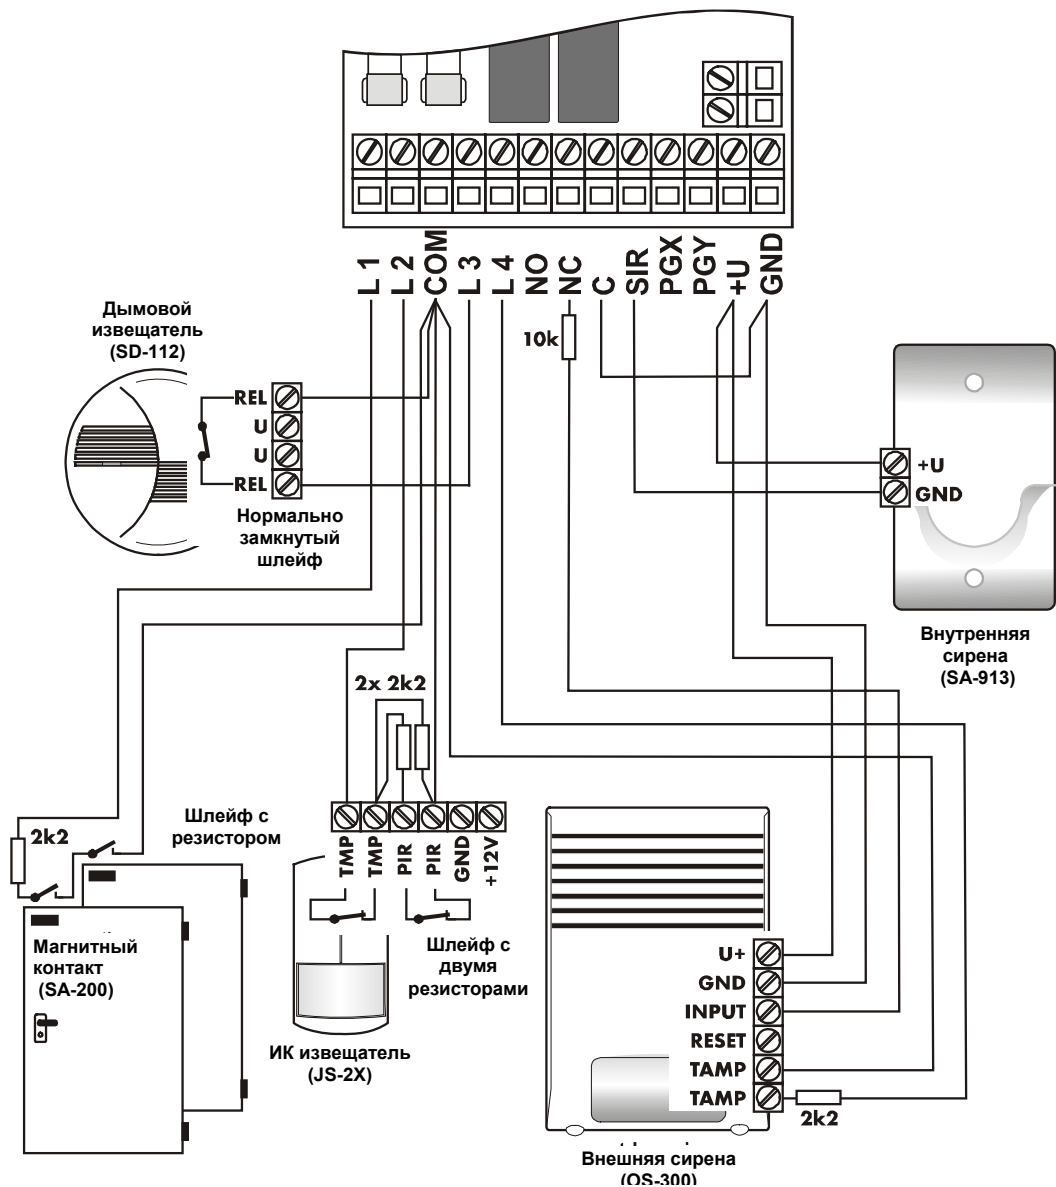 L 1
L 2
COM
L 3
L 4
NO
NC
C
SIR
PGX
PGY
+U
GND
Дымовой
извещатель
(SD-112)
10k
REL
U
U
REL
Нормально
замкнутый
шлейф
+U
GND
Внутренняя
сирена
(SA-913)
2x 2k2
Шлейф с
резистором
2k2
TMP
TMP
PIR
PIR
GND
+12V
Магнитный
контакт
(SA-200)
Шлейф с
двумя
резисторами
ИК извещатель
(JS-2X)
U+
GND
INPUT
RESET
TAMP
TAMP
2k2
Внешняя сирена
(OS-300)